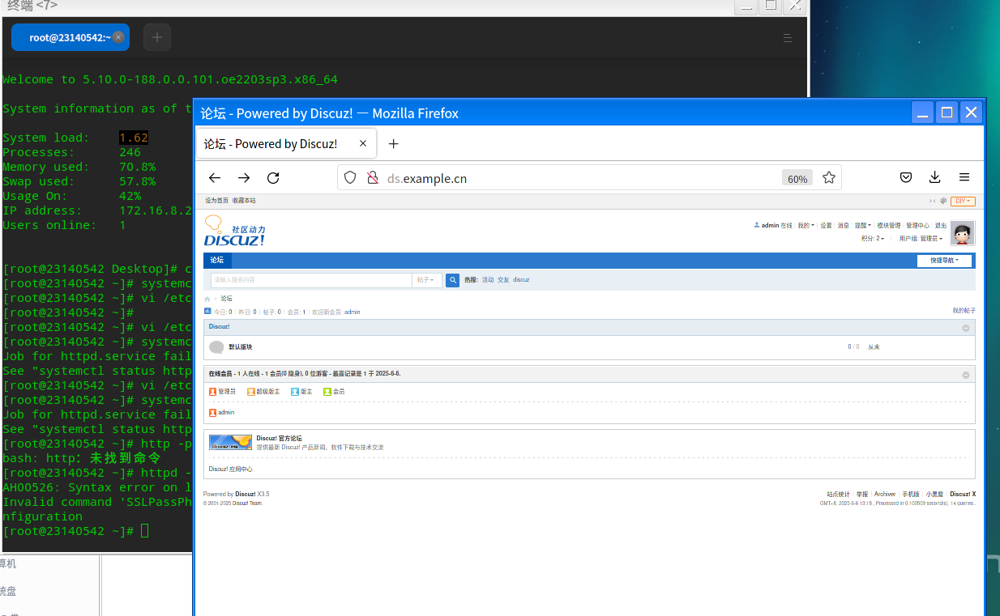 终端 <7>
root@23140542:~
Welcome to 5.10.0-188.0.0.101.oe2203sp3.x86_64
System information as of t
System load: 1.62
Processes: 246
Memory used: 70.8%
Swap used: 57.8%
Usage On: 42%
IP address: 172.16.8.2
Users online: 1
[root@23140542 Desktop]# c
[root@23140542 ~]# systemc
[root@23140542 ~]# vi /etc
[root@23140542 ~]#
[root@23140542 ~]# vi /etc
[root@23140542 ~]# systemc
Job for httpd.service fail
See "systemctl status http
[root@23140542 ~]# vi /etc
[root@23140542 ~]# systemc
Job for httpd.service fail
See "systemctl status http
[root@23140542 ~]# http -p
bash: http：未找到命令
[root@23140542 ~]# httpd -
AH00526: Syntax error on l
Invalid command 'SSLPassPh
nfiguration
[root@23140542 ~]#
算机
统盘
论坛 - Powered by Discuz! — Mozilla Firefox
论坛 - Powered by Discuz!
ds.example.cn 60%
设为首页 收藏本站 DIY
社区动力
DISCUZ!
admin 在线 | 我的 | 设置 | 消息 | 提醒 | 模块管理 | 管理中心 | 退出
积分: 2 | 用户组: 管理员
论坛 快捷导航
请输入搜索内容 帖子 热搜: 活动 交友 discuz
论坛
今日: 0 | 昨日: 0 | 帖子: 0 | 会员: 1 | 欢迎新会员: admin 我的帖子
Discuz!
默认版块 0 / 0 从未
在线会员 - 1 人在线 - 1 会员(0 隐身), 0 位游客 - 最高记录是 1 于 2025-6-6.
管理员 超级版主 版主 会员
admin
Discuz! 官方论坛
提供最新 Discuz! 产品新闻、软件下载与技术交流
Discuz! 应用中心
Powered by Discuz! X3.5 站点统计 | 举报 | Archiver | 手机版 | 小黑屋 | Discuz! X
© 2001-2025 Discuz! Team. GMT+8, 2025-6-6 13:18 , Processed in 0.100509 second(s), 14 queries .